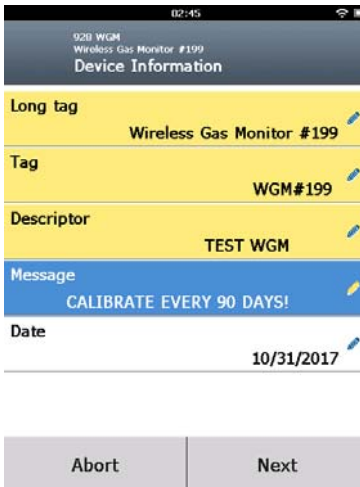 02:45
928 WGM
Wireless Gas Monitor #199
Device Information
Long tag
Wireless Gas Monitor #199
Tag
WGM#199
Descriptor
TEST WGM
Message
CALIBRATE EVERY 90 DAYS!
Date
10/31/2017
Abort Next